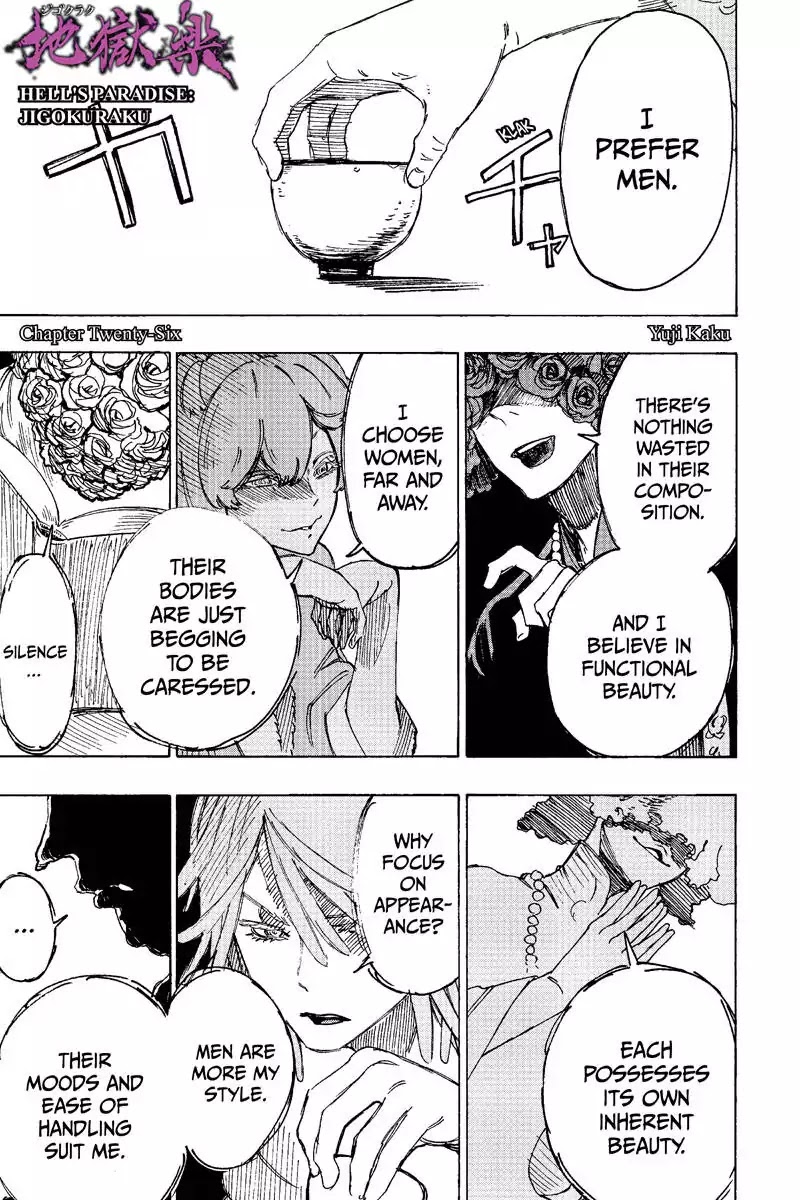 ジゴクラク
地獄楽
HELL'S PARADISE:
JIGOKURAKU
I
PREFER
MEN.
KLAK
カ
チャ
Chapter Twenty-Six
Yuji Kaku
THERE'S
NOTHING
WASTED
IN THEIR
COMPO-
SITION.
AND I
BELIEVE IN
FUNCTIONAL
BEAUTY.
I
CHOOSE
WOMEN,
FAR AND
AWAY.
THEIR
BODIES
ARE JUST
BEGGING
TO BE
CARESSED.
SILENCE
...
EACH
POSSESSES
ITS OWN
INHERENT
BEAUTY.
WHY
FOCUS
ON
APPEAR-
ANCE?
MEN ARE
MORE MY
STYLE.
...
THEIR
MOODS AND
EASE OF
HANDLING
SUIT ME.